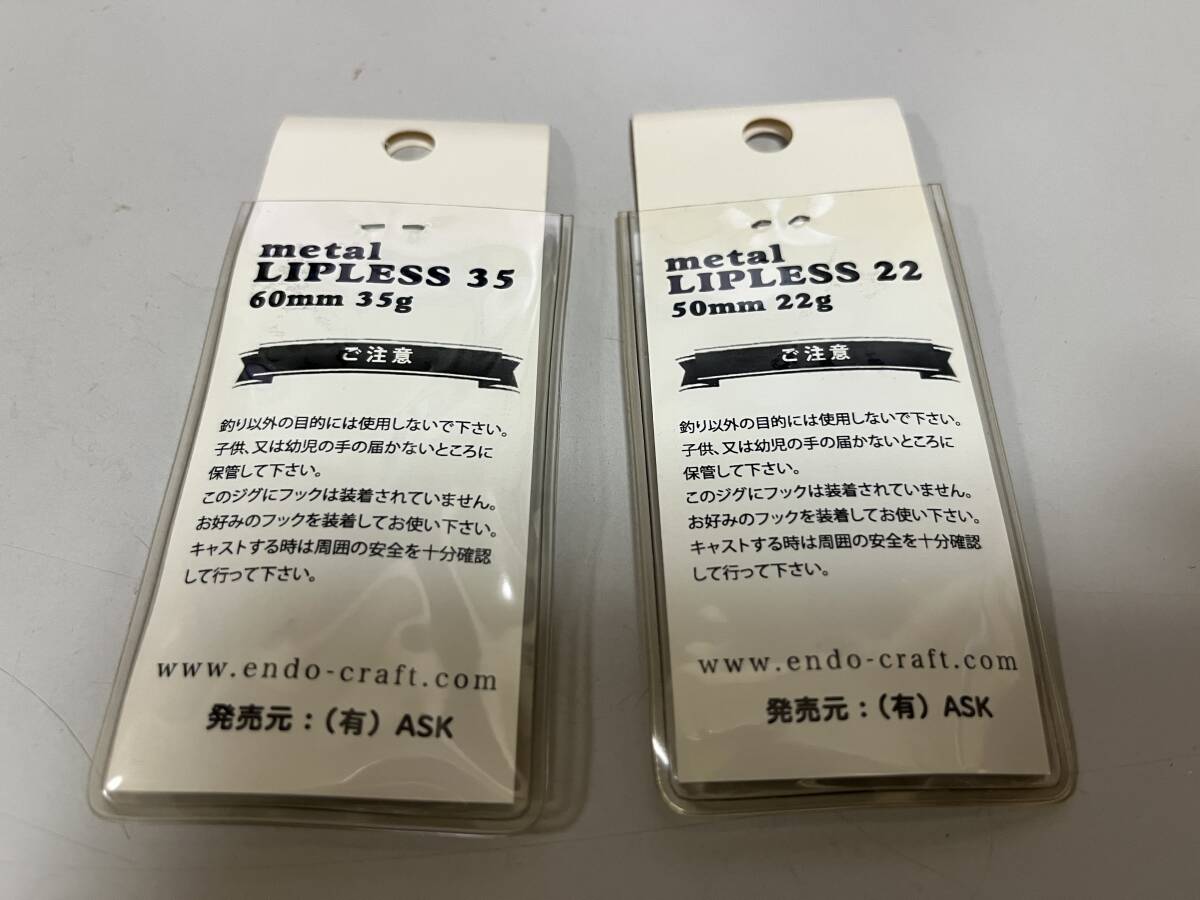 metal
LIPLESS 35
60mm 35g
ご注意
釣り以外の目的には使用しないで下さい。
子供、又は幼児の手の届かないところに
保管して下さい。
このジグにフックは装着されていません。
お好みのフックを装着してお使い下さい。
キャストする時は周囲の安全を十分確認
して行って下さい。
www.endo-craft.com
発売元：（有）ASK
metal
LIPLESS 22
50mm 22g
ご注意
釣り以外の目的には使用しないで下さい。
子供、又は幼児の手の届かないところに
保管して下さい。
このジグにフックは装着されていません。
お好みのフックを装着してお使い下さい。
キャストする時は周囲の安全を十分確認
して行って下さい。
www.endo-craft.com
発売元：（有）ASK